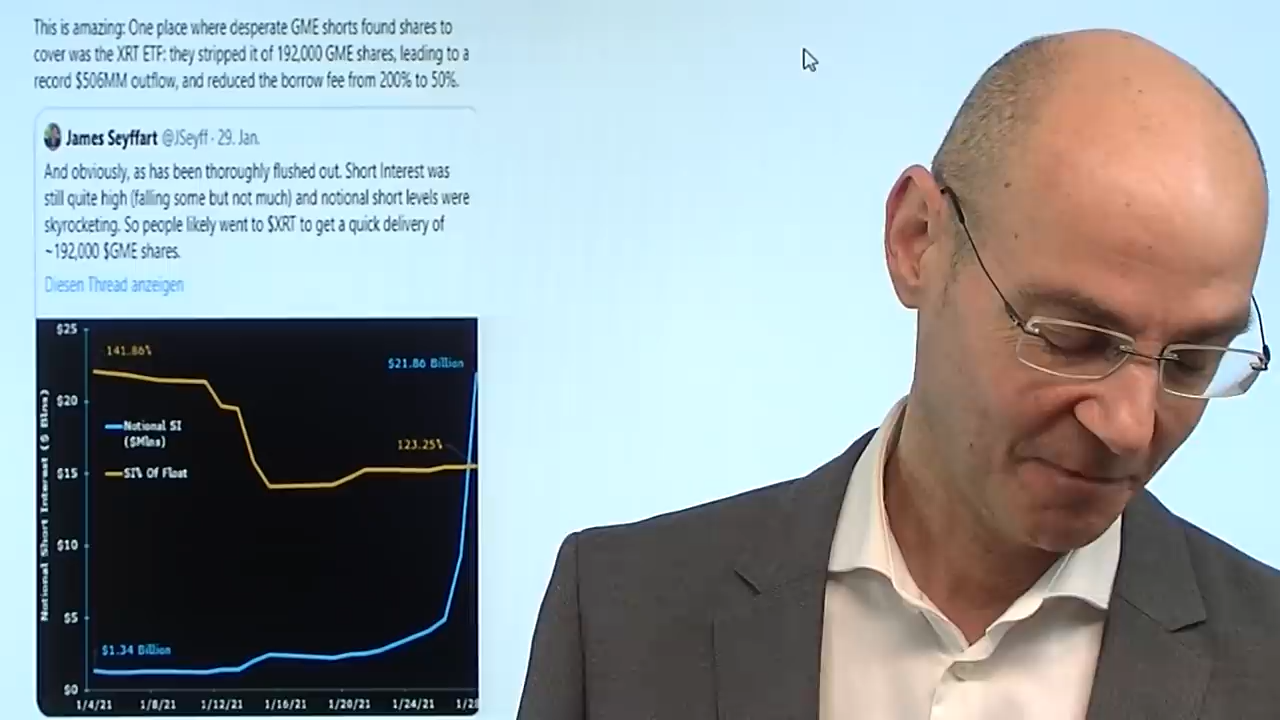 This is amazing: One place where desperate GME shorts found shares to
cover was the XRT ETF: they stripped it of 192,000 GME shares, leading to a
record $506MM outflow, and reduced the borrow fee from 200% to 50%.
James Seyffart @JSeyff · 29. Jan.
And obviously, as has been thoroughly flushed out. Short Interest was
still quite high (falling some but not much) and notional short levels were
skyrocketing. So people likely went to $XRT to get a quick delivery of
~192,000 $GME shares.
Diesen Thread anzeigen
$25
141.86%
$21.86 Billion
$20
Notional SI
($Mlns)
123.25%
SI% Of Float
$15
Notional Short Interest ($ Blns)
$10
$5
$1.34 Billion
$0
1/4/21 1/8/21 1/12/21 1/16/21 1/20/21 1/24/21 1/28